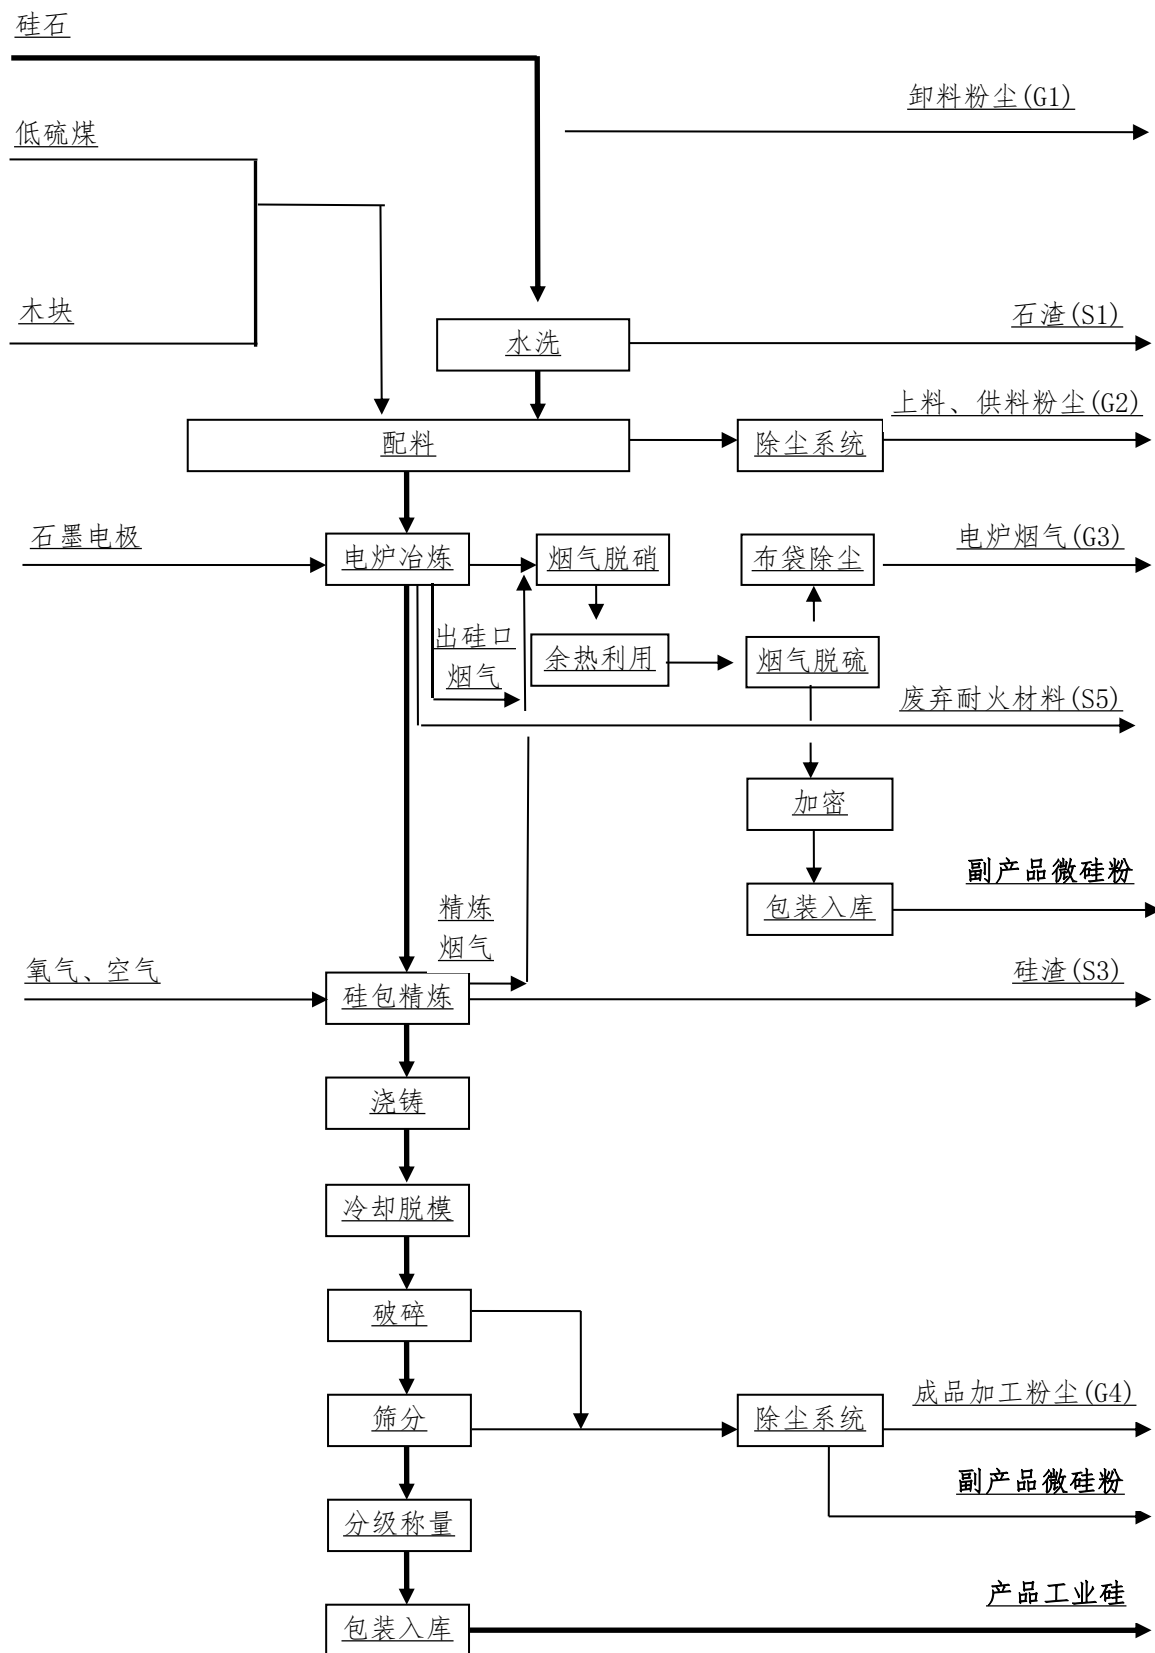 硅石
卸料粉尘(G1)
低硫煤
木块
石渣(S1)
水洗
上料、供料粉尘(G2)
配料
除尘系统
石墨电极
电炉烟气(G3)
电炉冶炼
烟气脱硝
布袋除尘
出硅口
烟气
余热利用
烟气脱硫
废弃耐火材料(S5)
加密
副产品微硅粉
精炼
烟气
包装入库
氧气、空气
硅渣(S3)
硅包精炼
浇铸
冷却脱模
破碎
成品加工粉尘(G4)
筛分
除尘系统
副产品微硅粉
分级称量
产品工业硅
包装入库